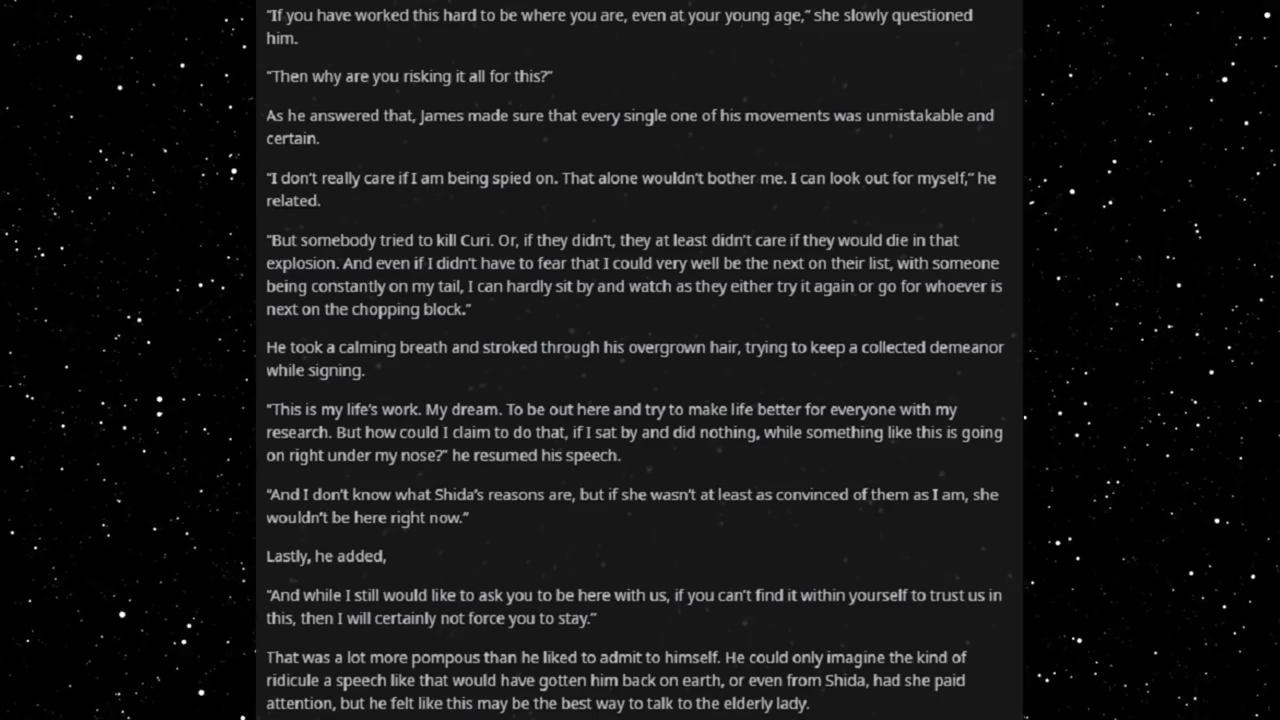 “If you have worked this hard to be where you are, even at your young age,” she slowly questioned
him.
“Then why are you risking it all for this?”
As he answered that, James made sure that every single one of his movements was unmistakable and
certain.
“I don’t really care if I am being spied on. That alone wouldn’t bother me. I can look out for myself,” he
related.
“But somebody tried to kill Curi. Or, if they didn’t, they at least didn’t care if they would die in that
explosion. And even if I didn’t have to fear that I could very well be the next on their list, with someone
being constantly on my tail, I can hardly sit by and watch as they either try it again or go for whoever is
next on the chopping block.”
He took a calming breath and stroked through his overgrown hair, trying to keep a collected demeanor
while signing.
“This is my life’s work. My dream. To be out here and try to make life better for everyone with my
research. But how could I claim to do that, if I sat by and did nothing, while something like this is going
on right under my nose?” he resumed his speech.
“And I don’t know what Shida’s reasons are, but if she wasn’t at least as convinced of them as I am, she
wouldn’t be here right now.”
Lastly, he added,
“And while I still would like to ask you to be here with us, if you can’t find it within yourself to trust us in
this, then I will certainly not force you to stay.”
That was a lot more pompous than he liked to admit to himself. He could only imagine the kind of
ridicule a speech like that would have gotten him back on earth, or even from Shida, had she paid
attention, but he felt like this may be the best way to talk to the elderly lady.